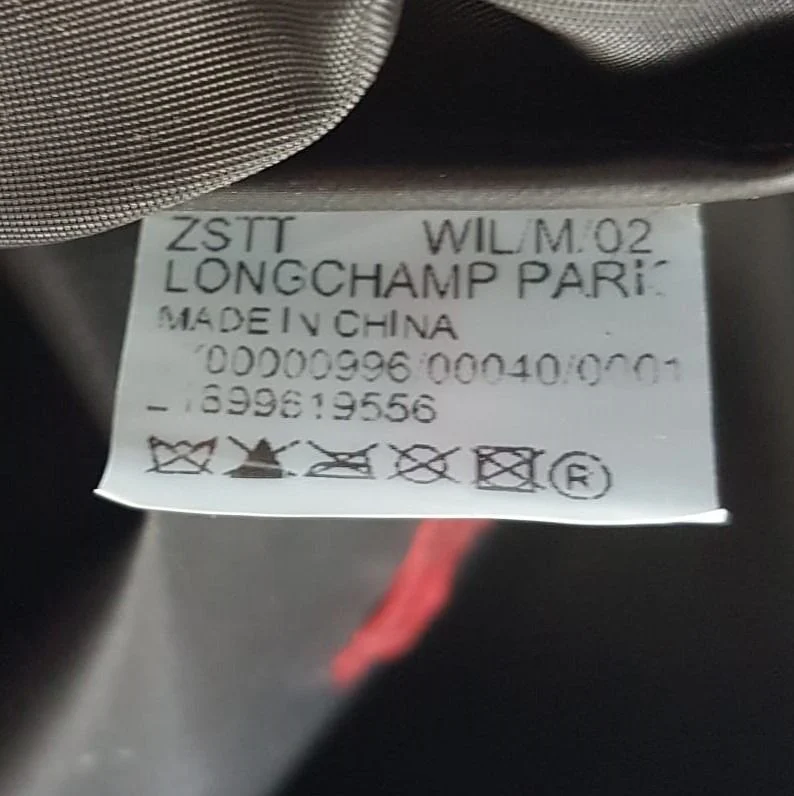 ZSTT WIL/M/02
LONGCHAMP PARI
MADE IN CHINA
00000996/00040/0001
699619556
R